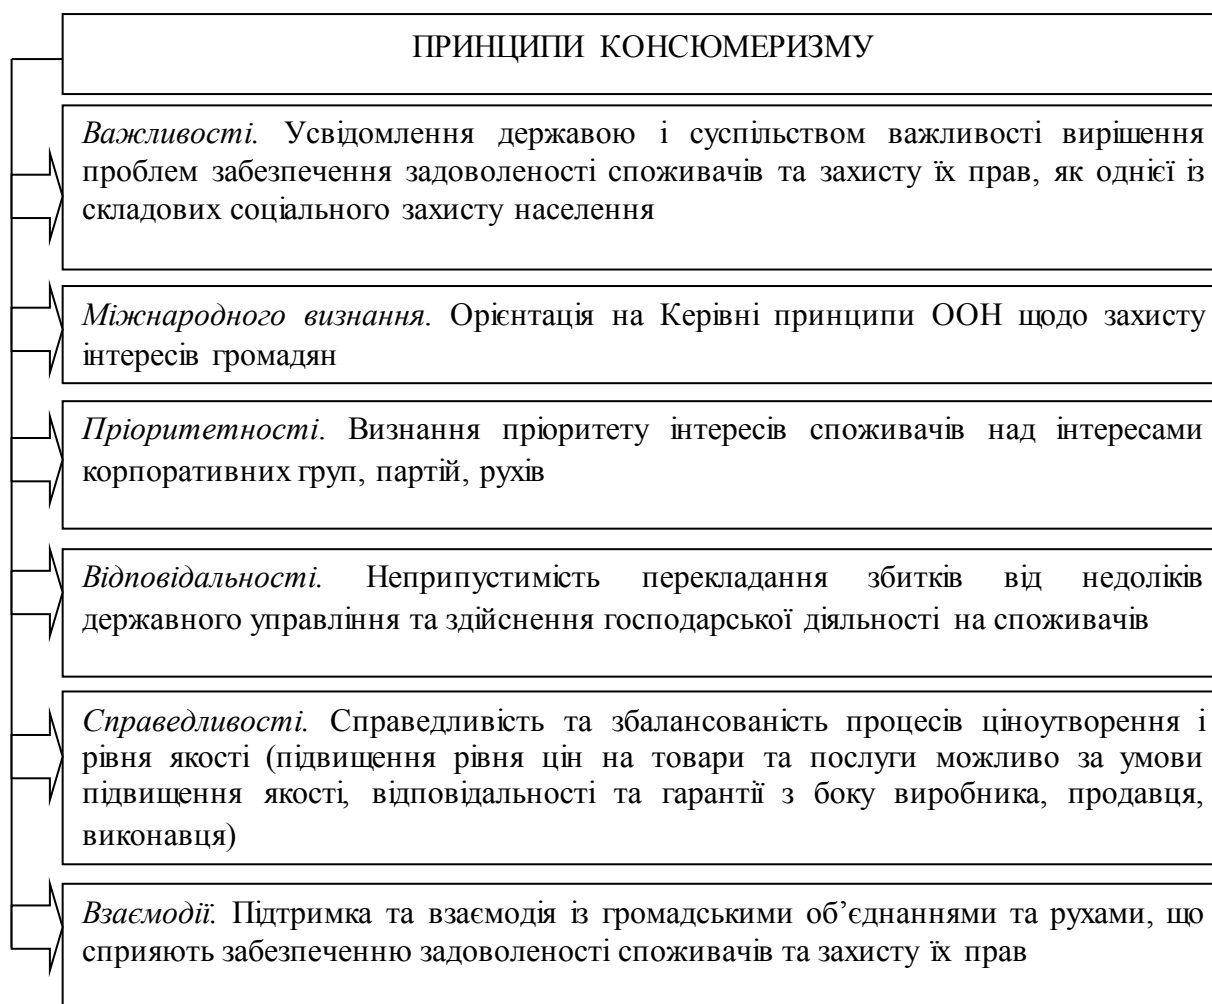 ПРИНЦИПИ КОНСЮМЕРИЗМУ
Важливості. Усвідомлення державою і суспільством важливості вирішення
проблем забезпечення задоволеності споживачів та захисту їх прав, як однієї із
складових соціального захисту населення
Міжнародного визнання. Орієнтація на Керівні принципи ООН щодо захисту
інтересів громадян
Пріоритетності. Визнання пріоритету інтересів споживачів над інтересами
корпоративних груп, партій, рухів
Відповідальності. Неприпустимість перекладання збитків від недоліків
державного управління та здійснення господарської діяльності на споживачів
Справедливості. Справедливість та збалансованість процесів ціноутворення і
рівня якості (підвищення рівня цін на товари та послуги можливо за умови
підвищення якості, відповідальності та гарантії з боку виробника, продавця,
виконавця)
Взаємодії. Підтримка та взаємодія із громадськими об’єднаннями та рухами, що
сприяють забезпеченню задоволеності споживачів та захисту їх прав